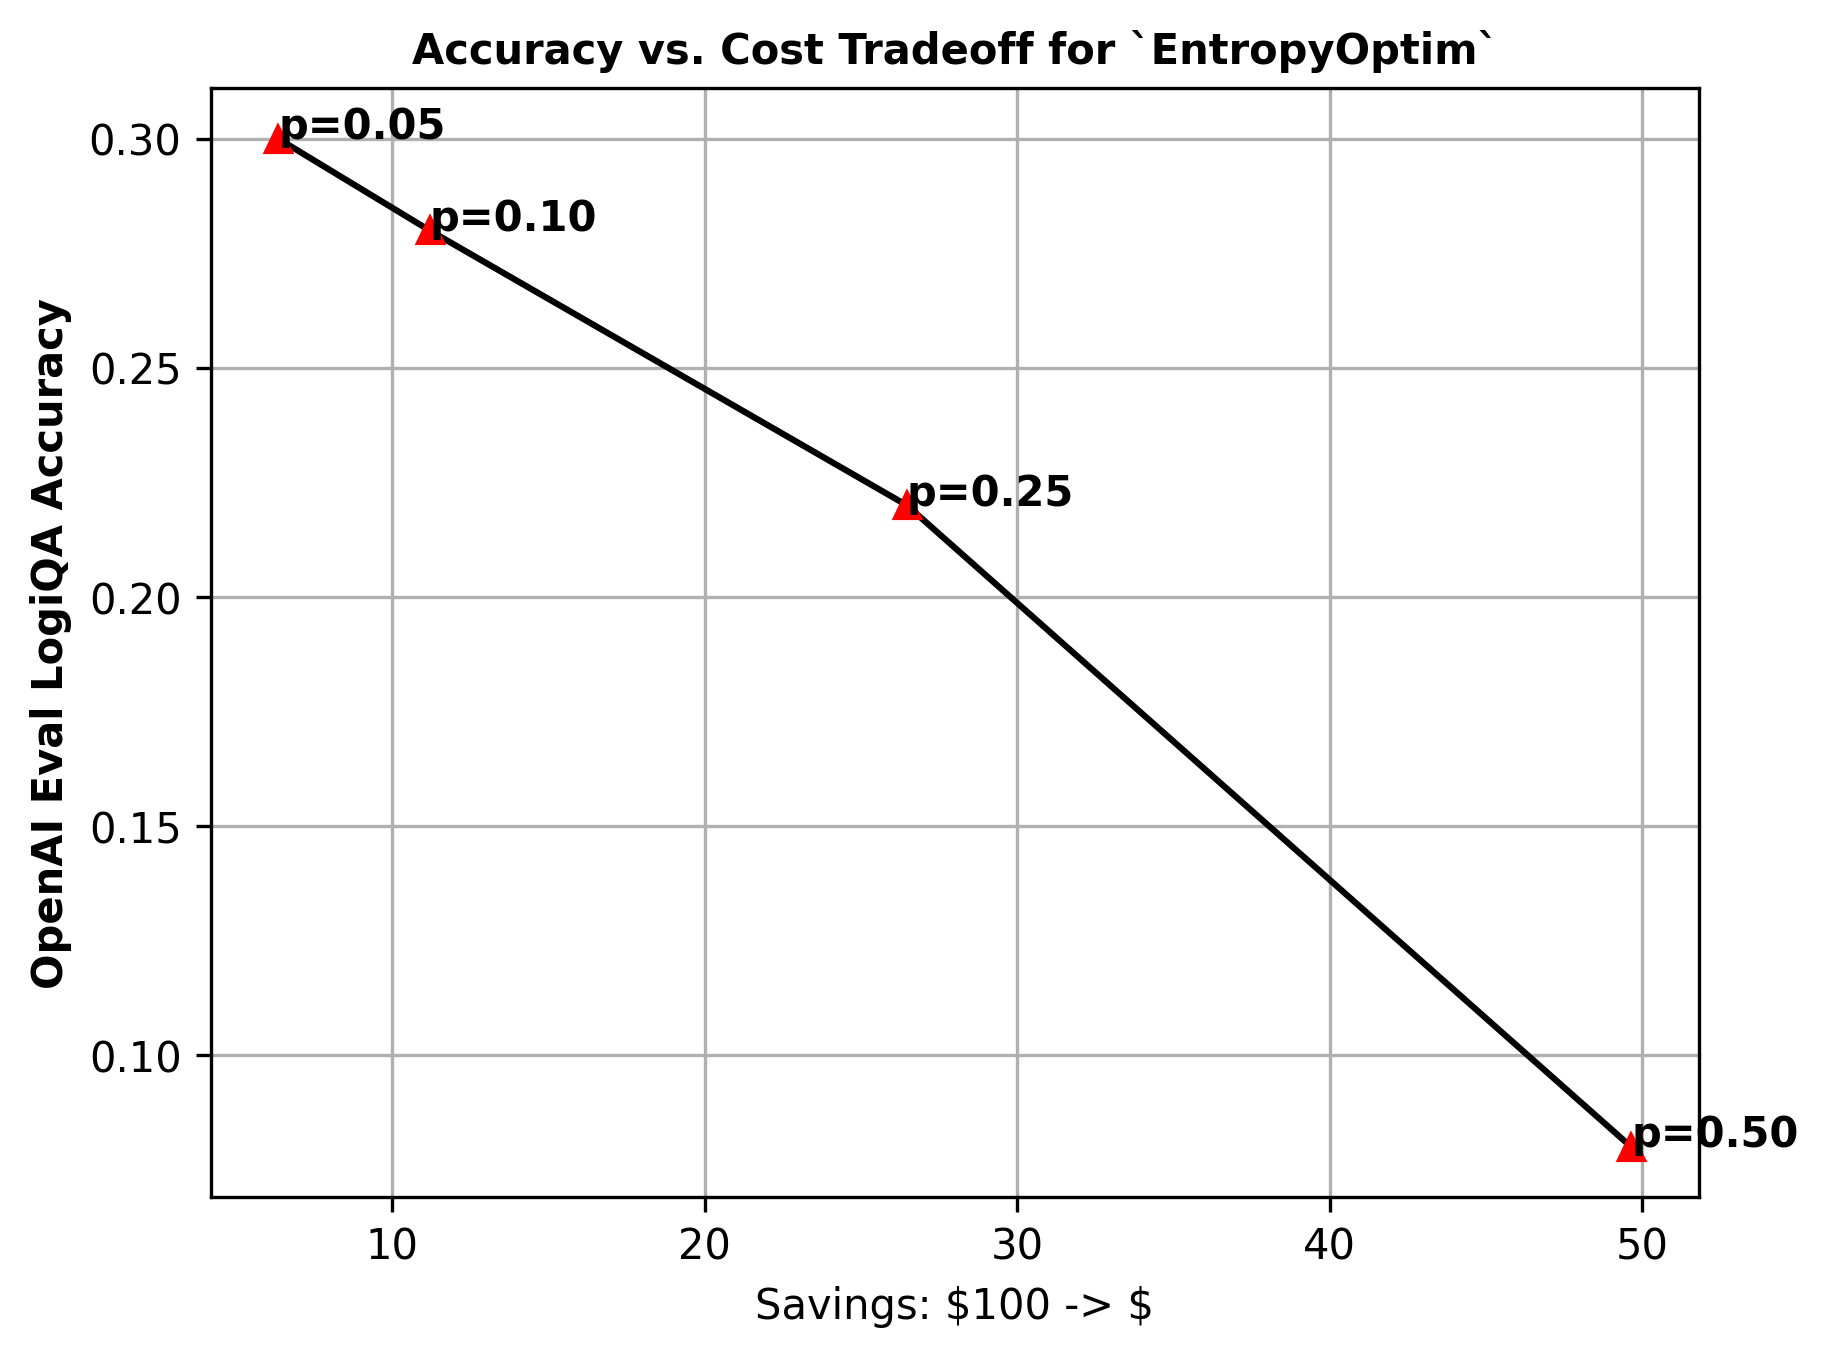 Accuracy vs. Cost Tradeoff for `EntropyOptim`
OpenAI Eval LogiQA Accuracy
0.30
0.25
0.20
0.15
0.10
p=0.05
p=0.10
p=0.25
p=0.50
10 20 30 40 50
Savings: $100 -> $